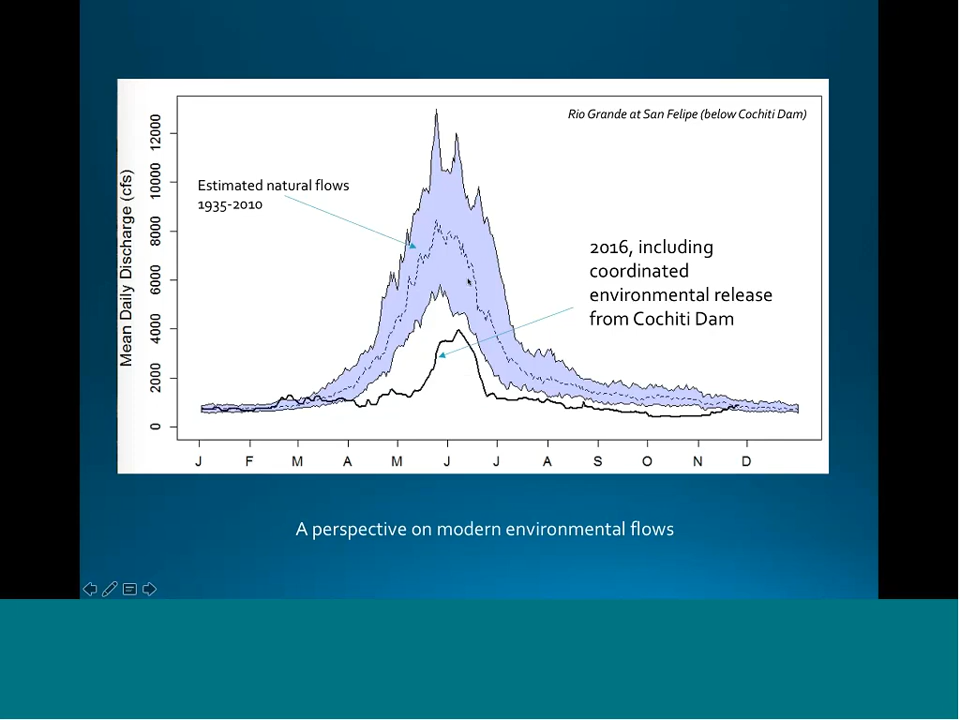 Rio Grande at San Felipe (below Cochiti Dam)
Mean Daily Discharge (cfs)
12000
10000
8000
6000
4000
2000
0
Estimated natural flows
1935-2010
2016, including
coordinated
environmental release
from Cochiti Dam
J F M A M J J A S O N D
A perspective on modern environmental flows